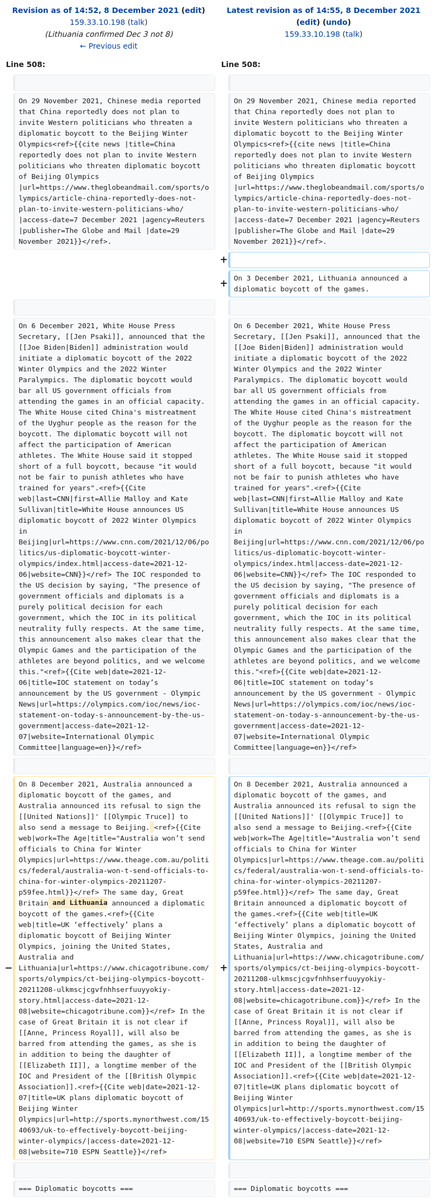 Revision as of 14:52, 8 December 2021 (edit)
159.33.10.198 (talk)
(Lithuania confirmed Dec 3 not 8)
← Previous edit
Latest revision as of 14:55, 8 December 2021
(edit) (undo)
159.33.10.198 (talk)
Line 508:
Line 508:
On 29 November 2021, Chinese media reported
that China reportedly does not plan to
invite Western politicians who threaten a
diplomatic boycott to the Beijing Winter
Olympics<ref>{{cite news |title=China
reportedly does not plan to invite Western
politicians who threaten diplomatic boycott
of Beijing Olympics
|url=https://www.theglobeandmail.com/sports/o
lympics/article-china-reportedly-does-not-
plan-to-invite-western-politicians-who/
|access-date=7 December 2021 |agency=Reuters
|publisher=The Globe and Mail |date=29
November 2021}}</ref>.
On 29 November 2021, Chinese media reported
that China reportedly does not plan to
invite Western politicians who threaten a
diplomatic boycott to the Beijing Winter
Olympics<ref>{{cite news |title=China
reportedly does not plan to invite Western
politicians who threaten diplomatic boycott
of Beijing Olympics
|url=https://www.theglobeandmail.com/sports/o
lympics/article-china-reportedly-does-not-
plan-to-invite-western-politicians-who/
|access-date=7 December 2021 |agency=Reuters
|publisher=The Globe and Mail |date=29
November 2021}}</ref>.
+
+
On 3 December 2021, Lithuania announced a
diplomatic boycott of the games.
On 6 December 2021, White House Press
Secretary, [[Jen Psaki]], announced that the
[[Joe Biden|Biden]] administration would
initiate a diplomatic boycott of the 2022
Winter Olympics and the 2022 Winter
Paralympics. The diplomatic boycott would
bar all US government officials from
attending the games in an official capacity.
The White House cited China's mistreatment
of the Uyghur people as the reason for the
boycott. The diplomatic boycott will not
affect the participation of American
athletes. The White House said it stopped
short of a full boycott, because "it would
not be fair to punish athletes who have
trained for years".<ref>{{Cite
web|last=CNN|first=Allie Malloy and Kate
Sullivan|title=White House announces US
diplomatic boycott of 2022 Winter Olympics
in
Beijing|url=https://www.cnn.com/2021/12/06/po
litics/us-diplomatic-boycott-winter-
olympics/index.html|access-date=2021-12-
06|website=CNN}}</ref> The IOC responded to
the US decision by saying, "The presence of
government officials and diplomats is a
purely political decision for each
government, which the IOC in its political
neutrality fully respects. At the same time,
this announcement also makes clear that the
Olympic Games and the participation of the
athletes are beyond politics, and we welcome
this."<ref>{{Cite web|date=2021-12-
06|title=IOC statement on today's
announcement by the US government - Olympic
News|url=https://olympics.com/ioc/news/ioc-
statement-on-today-s-announcement-by-the-us-
government|access-date=2021-12-
07|website=International Olympic
Committee|language=en}}</ref>
On 6 December 2021, White House Press
Secretary, [[Jen Psaki]], announced that the
[[Joe Biden|Biden]] administration would
initiate a diplomatic boycott of the 2022
Winter Olympics and the 2022 Winter
Paralympics. The diplomatic boycott would
bar all US government officials from
attending the games in an official capacity.
The White House cited China's mistreatment
of the Uyghur people as the reason for the
boycott. The diplomatic boycott will not
affect the participation of American
athletes. The White House said it stopped
short of a full boycott, because "it would
not be fair to punish athletes who have
trained for years".<ref>{{Cite
web|last=CNN|first=Allie Malloy and Kate
Sullivan|title=White House announces US
diplomatic boycott of 2022 Winter Olympics
in
Beijing|url=https://www.cnn.com/2021/12/06/po
litics/us-diplomatic-boycott-winter-
olympics/index.html|access-date=2021-12-
06|website=CNN}}</ref> The IOC responded to
the US decision by saying, "The presence of
government officials and diplomats is a
purely political decision for each
government, which the IOC in its political
neutrality fully respects. At the same time,
this announcement also makes clear that the
Olympic Games and the participation of the
athletes are beyond politics, and we welcome
this."<ref>{{Cite web|date=2021-12-
06|title=IOC statement on today's
announcement by the US government - Olympic
News|url=https://olympics.com/ioc/news/ioc-
statement-on-today-s-announcement-by-the-us-
government|access-date=2021-12-
07|website=International Olympic
Committee|language=en}}</ref>
−
On 8 December 2021, Australia announced a
diplomatic boycott of the games, and
Australia announced its refusal to sign the
[[United Nations]]' [[Olympic Truce]] to
also send a message to Beijing. <ref>{{Cite
web|work=The Age|title="Australia won't send
officials to China for Winter
Olympics|url=https://www.theage.com.au/politi
cs/federal/australia-won-t-send-officials-to-
china-for-winter-olympics-20211207-
p59fee.html}}</ref> The same day, Great
Britain and Lithuania announced a diplomatic
boycott of the games.<ref>{{Cite
web|title=UK 'effectively' plans a
diplomatic boycott of Beijing Winter
Olympics, joining the United States,
Australia and
Lithuania|url=https://www.chicagotribune.com/
sports/olympics/ct-beijing-olympics-boycott-
20211208-ulkmscjcgvfnhhserfuuyyokiy-
story.html|access-date=2021-12-
08|website=chicagotribune.com}}</ref> In the
case of Great Britain it is not clear if
[[Anne, Princess Royal]], will also be
barred from attending the games, as she is
in addition to being the daughter of
[[Elizabeth II]], a longtime member of the
IOC and President of the [[British Olympic
Association]].<ref>{{Cite web|date=2021-12-
07|title=UK plans diplomatic boycott of
Beijing Winter
Olympics|url=http://sports.mynorthwest.com/15
40693/uk-to-effectively-boycott-beijing-
winter-olympics/|access-date=2021-12-
08|website=710 ESPN Seattle}}</ref>
+
On 8 December 2021, Australia announced a
diplomatic boycott of the games, and
Australia announced its refusal to sign the
[[United Nations]]' [[Olympic Truce]] to
also send a message to Beijing.<ref>{{Cite
web|work=The Age|title="Australia won't send
officials to China for Winter
Olympics|url=https://www.theage.com.au/politi
cs/federal/australia-won-t-send-officials-to-
china-for-winter-olympics-20211207-
p59fee.html}}</ref> The same day, Great
Britain announced a diplomatic boycott of
the games.<ref>{{Cite web|title=UK
'effectively' plans a diplomatic boycott of
Beijing Winter Olympics, joining the United
States, Australia and
Lithuania|url=https://www.chicagotribune.com/
sports/olympics/ct-beijing-olympics-boycott-
20211208-ulkmscjcgvfnhhserfuuyyokiy-
story.html|access-date=2021-12-
08|website=chicagotribune.com}}</ref> In the
case of Great Britain it is not clear if
[[Anne, Princess Royal]], will also be
barred from attending the games, as she is
in addition to being the daughter of
[[Elizabeth II]], a longtime member of the
IOC and President of the [[British Olympic
Association]].<ref>{{Cite web|date=2021-12-
07|title=UK plans diplomatic boycott of
Beijing Winter
Olympics|url=http://sports.mynorthwest.com/15
40693/uk-to-effectively-boycott-beijing-
winter-olympics/|access-date=2021-12-
08|website=710 ESPN Seattle}}</ref>
=== Diplomatic boycotts ===
=== Diplomatic boycotts ===